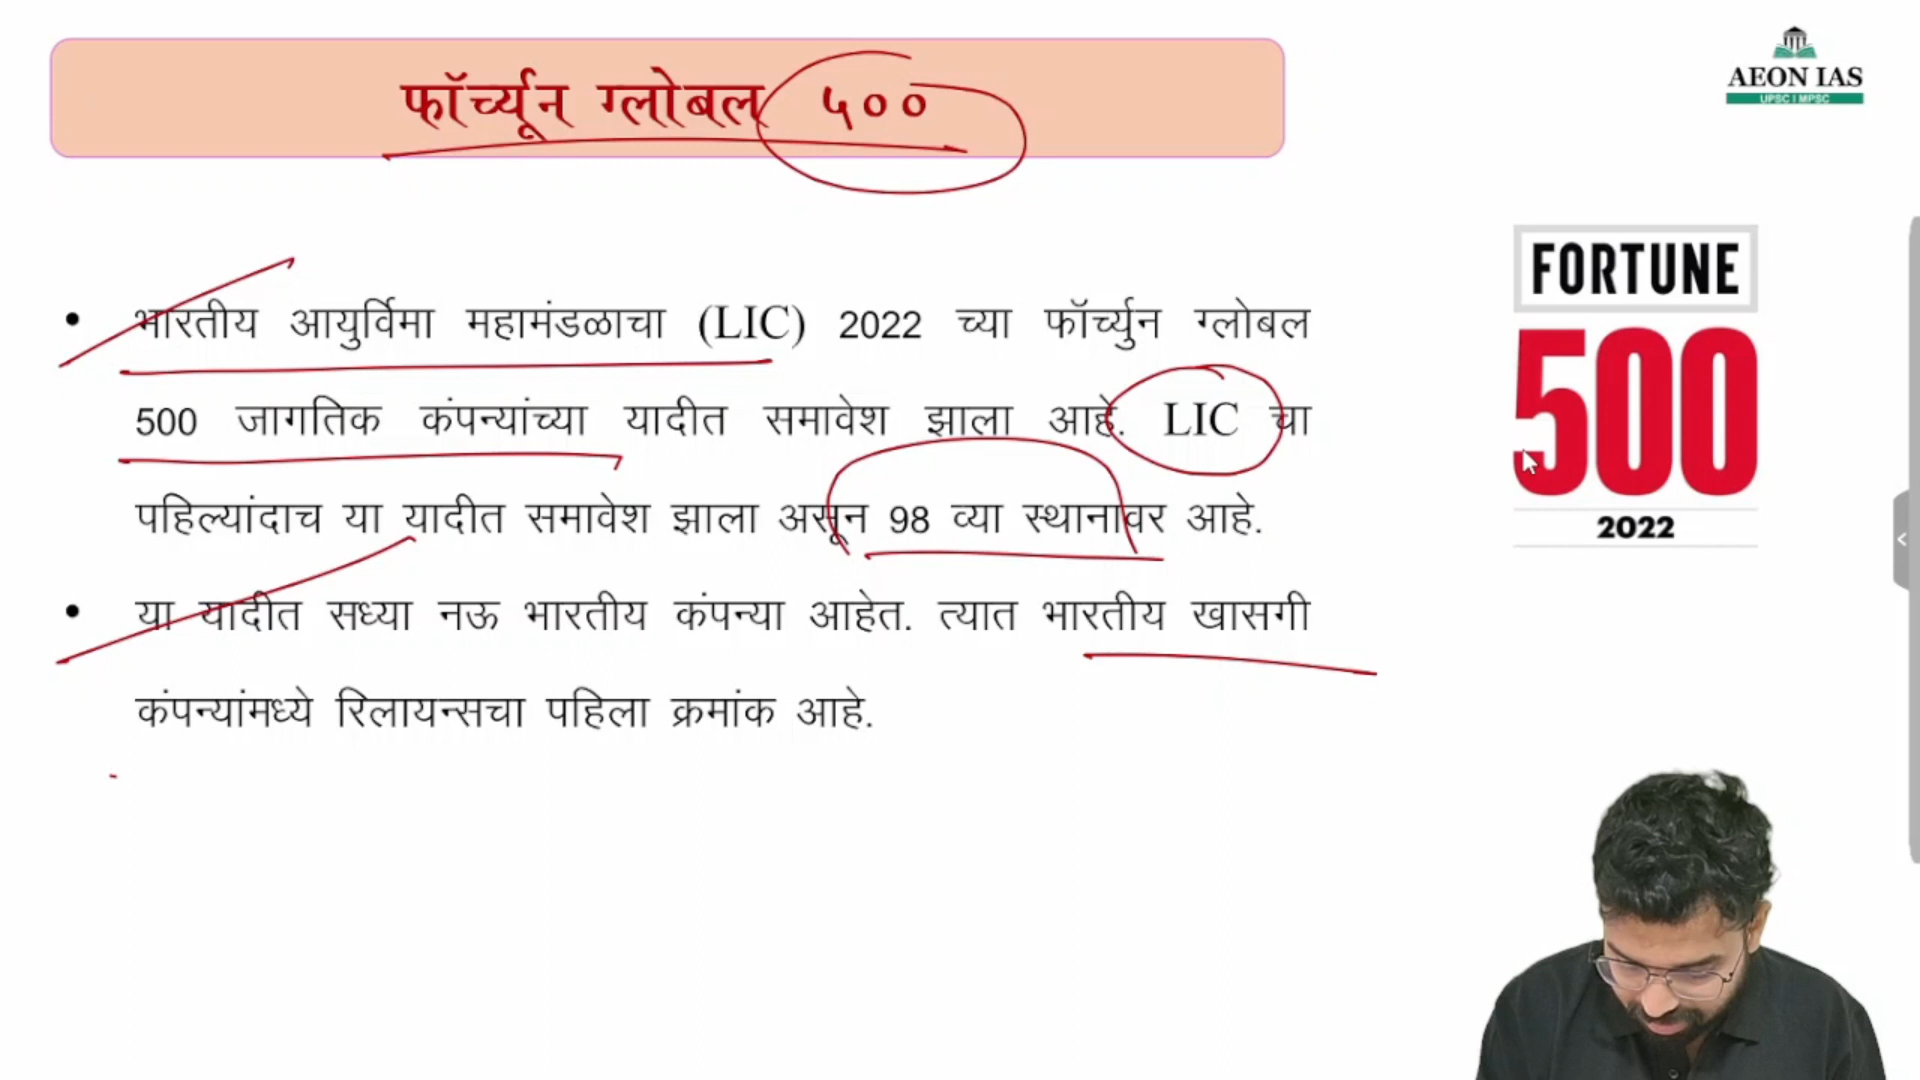 फॉर्च्यून ग्लोबल ५००
AEON IAS
UPSC | MPSC
FORTUNE
500
2022
• भारतीय आयुर्विमा महामंडळाचा (LIC) 2022 च्या फॉर्च्युन ग्लोबल
500 जागतिक कंपन्यांच्या यादीत समावेश झाला आहे. LIC चा
पहिल्यांदाच या यादीत समावेश झाला असून 98 व्या स्थानावर आहे.
• या यादीत सध्या नऊ भारतीय कंपन्या आहेत. त्यात भारतीय खासगी
कंपन्यांमध्ये रिलायन्सचा पहिला क्रमांक आहे.